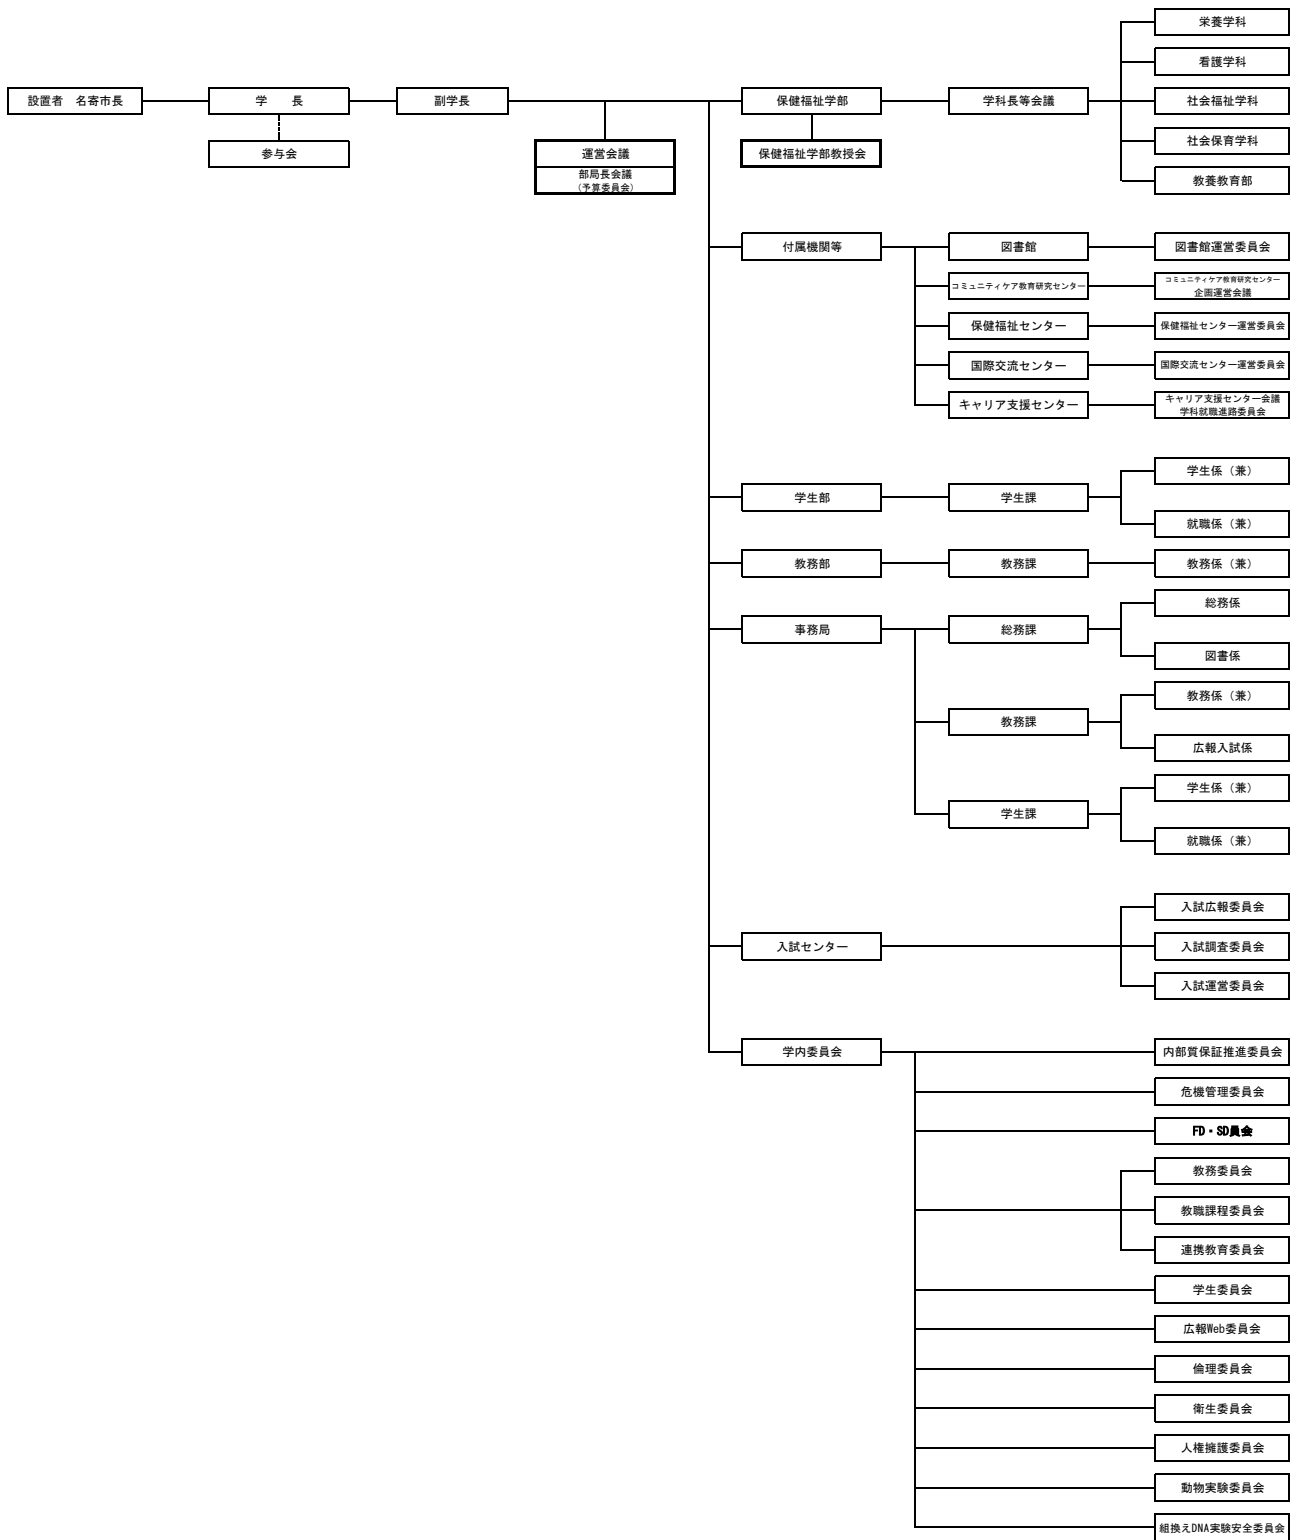 栄養学科
看護学科
設置者　名寄市長
学　　長
副学長
保健福祉学部
学科長等会議
社会福祉学科
参与会
運営会議
部局長会議
(予算委員会)
保健福祉学部教授会
社会保育学科
教養教育部
付属機関等
図書館
図書館運営委員会
コミュニティケア教育研究センター
コミュニティケア教育研究センター
企画運営会議
保健福祉センター
保健福祉センター運営委員会
国際交流センター
国際交流センター運営委員会
キャリア支援センター
キャリア支援センター会議
学科就職進路委員会
学生部
学生課
学生係（兼）
就職係（兼）
教務部
教務課
教務係（兼）
事務局
総務課
総務係
図書係
教務課
教務係（兼）
広報入試係
学生課
学生係（兼）
就職係（兼）
入試センター
入試広報委員会
入試調査委員会
入試運営委員会
学内委員会
内部質保証推進委員会
危機管理委員会
FD・SD員会
教務委員会
教職課程委員会
連携教育委員会
学生委員会
広報Web委員会
倫理委員会
衛生委員会
人権擁護委員会
動物実験委員会
組換えDNA実験安全委員会